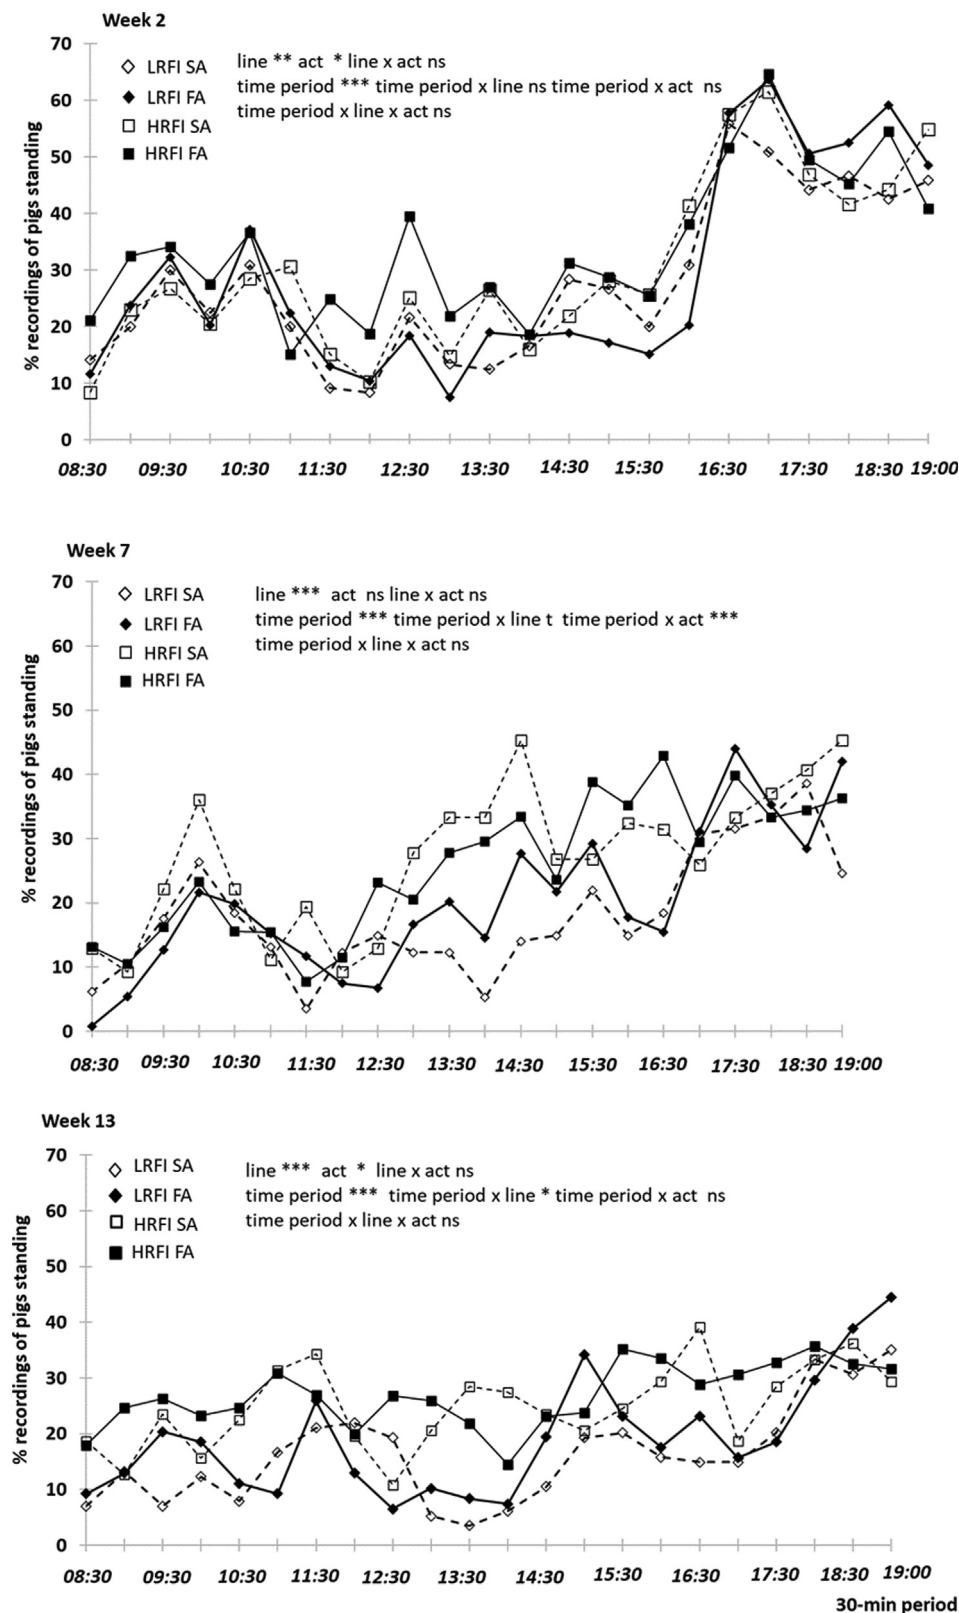 Week 2
% recordings of pigs standing
70
60
50
40
30
20
10
0
LRFI SA
LRFI FA
HRFI SA
HRFI FA
line ** act * line x act ns
time period *** time period x line ns time period x act ns
time period x line x act ns
08:30 09:30 10:30 11:30 12:30 13:30 14:30 15:30 16:30 17:30 18:30 19:00
Week 7
% recordings of pigs standing
70
60
50
40
30
20
10
0
LRFI SA
LRFI FA
HRFI SA
HRFI FA
line *** act ns line x act ns
time period *** time period x line t time period x act ***
time period x line x act ns
08:30 09:30 10:30 11:30 12:30 13:30 14:30 15:30 16:30 17:30 18:30 19:00
Week 13
% recordings of pigs standing
70
60
50
40
30
20
10
0
LRFI SA
LRFI FA
HRFI SA
HRFI FA
line *** act * line x act ns
time period *** time period x line * time period x act ns
time period x line x act ns
08:30 09:30 10:30 11:30 12:30 13:30 14:30 15:30 16:30 17:30 18:30 19:00
30-min period